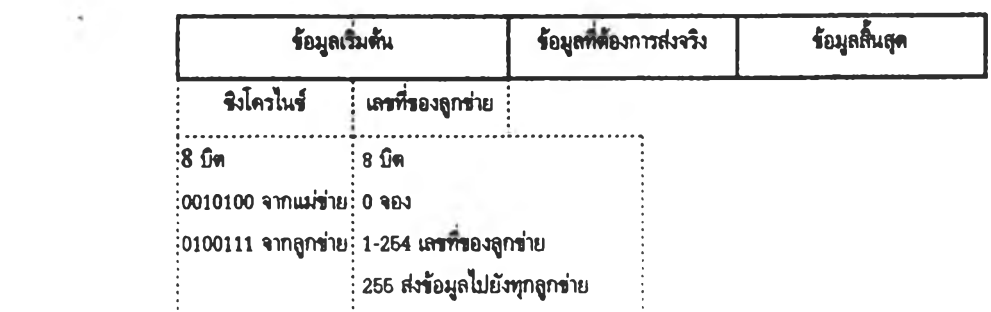 ข้อมูลเริ่มต้น ข้อมูลที่ต้องการส่งจริง ข้อมูลสิ้นสุด
ซิงโครไนซ์ เลขที่ของลูกข่าย
8 บิต 8 บิต
0010100 จากแม่ข่าย 0 จอง
0100111 จากลูกข่าย 1-254 เลขที่ของลูกข่าย
255 ส่งข้อมูลไปยังทุกลูกข่าย